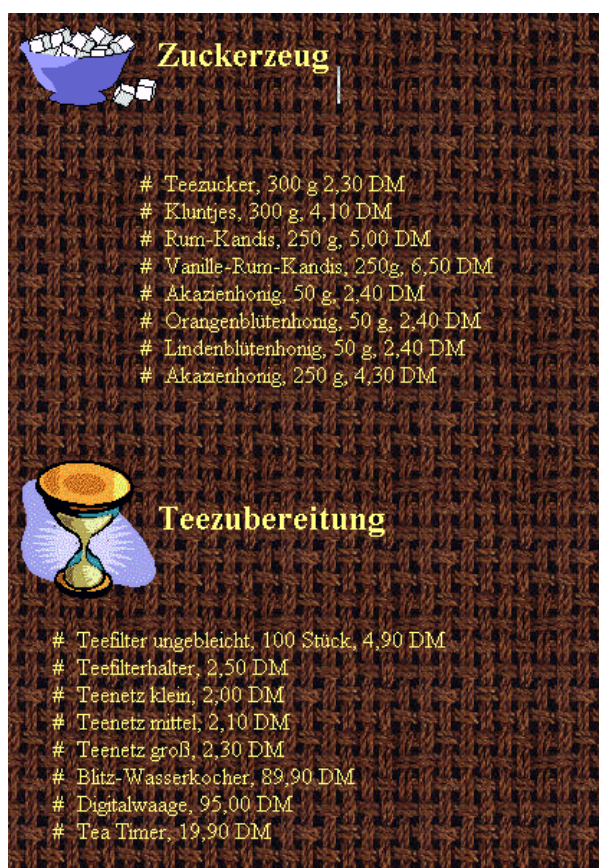 Zuckerzeug
# Teezucker, 300 g 2,30 DM
# Kluntjes, 300 g, 4,10 DM
# Rum-Kandis, 250 g, 5,00 DM
# Vanille-Rum-Kandis, 250g, 6,50 DM
# Akazienhonig, 50 g, 2,40 DM
# Orangenblütenhonig, 50 g, 2,40 DM
# Lindenblütenhonig, 50 g, 2,40 DM
# Akazienhonig, 250 g, 4,30 DM
Teezubereitung
# Teefilter ungebleicht, 100 Stück, 4,90 DM
# Teefilterhalter, 2,50 DM
# Teenetz klein, 2,00 DM
# Teenetz mittel, 2,10 DM
# Teenetz groß, 2,30 DM
# Blitz-Wasserkocher, 89,90 DM
# Digitalwaage, 95,00 DM
# Tea Timer, 19,90 DM